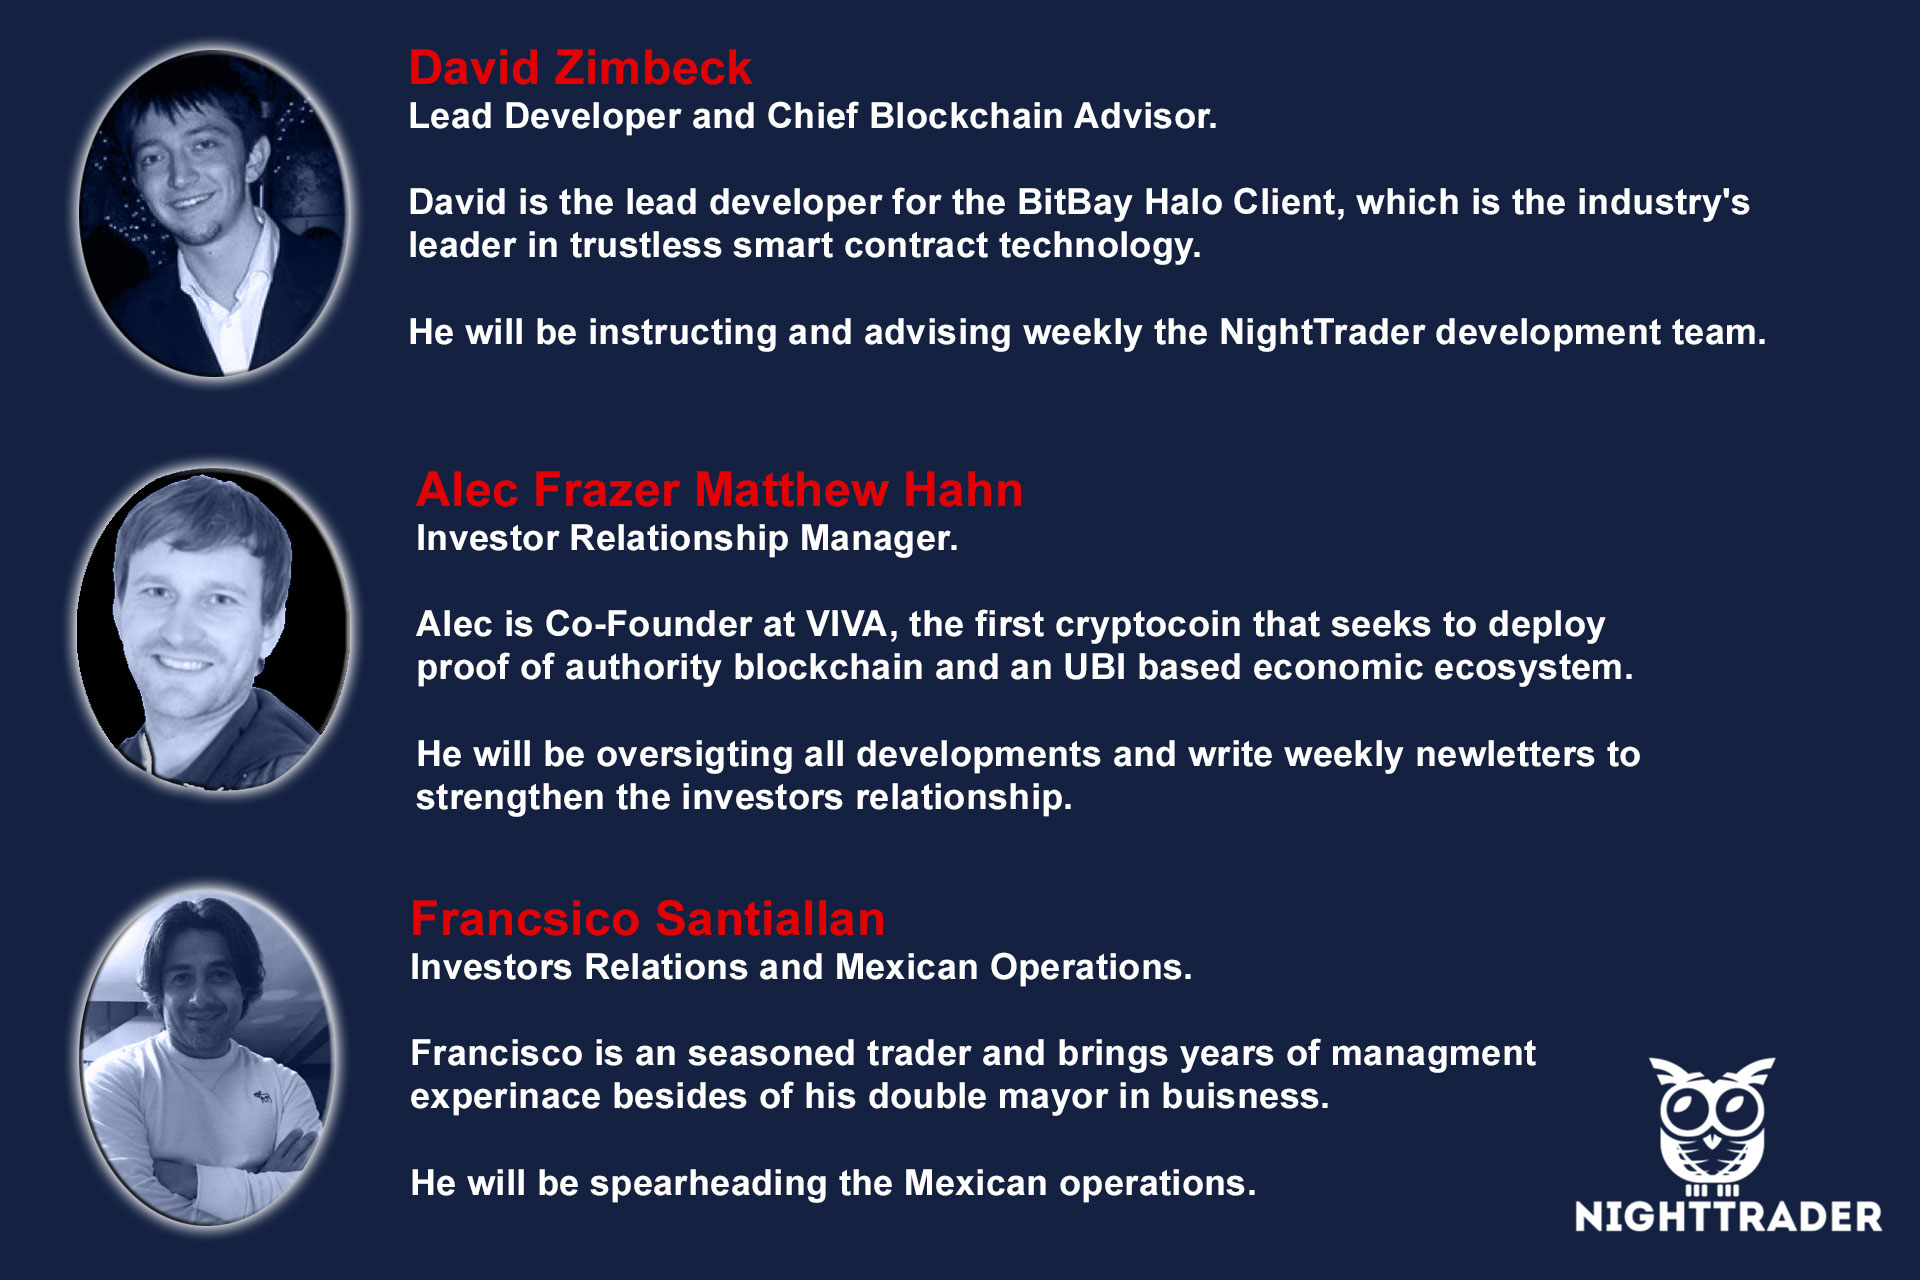 David Zimbeck
Lead Developer and Chief Blockchain Advisor.
David is the lead developer for the BitBay Halo Client, which is the industry's
leader in trustless smart contract technology.
He will be instructing and advising weekly the NightTrader development team.
Alec Frazer Matthew Hahn
Investor Relationship Manager.
Alec is Co-Founder at VIVA, the first cryptocoin that seeks to deploy
proof of authority blockchain and an UBI based economic ecosystem.
He will be oversigting all developments and write weekly newletters to
strengthen the investors relationship.
Francsico Santiallan
Investors Relations and Mexican Operations.
Francisco is an seasoned trader and brings years of managment
experinace besides of his double mayor in buisness.
He will be spearheading the Mexican operations.
NIGHTTRADER